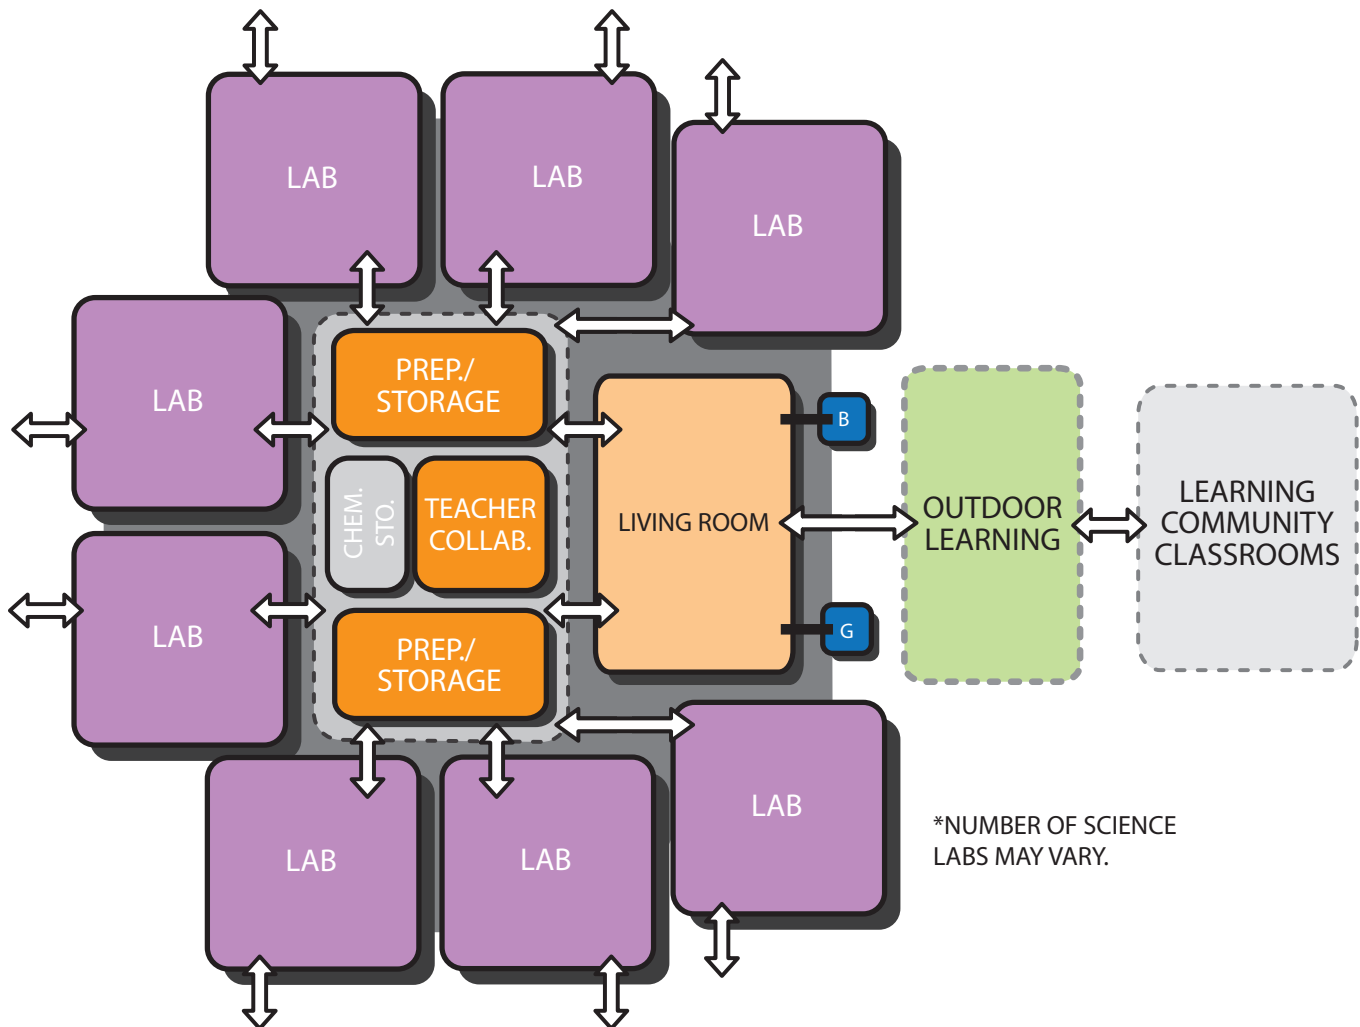 LAB
LAB
LAB
LAB
PREP./
STORAGE
B
CHEM.
STO.
TEACHER
COLLAB.
LIVING ROOM
OUTDOOR
LEARNING
LEARNING
COMMUNITY
CLASSROOMS
LAB
PREP./
STORAGE
G
LAB
LAB
LAB
*NUMBER OF SCIENCE
LABS MAY VARY.